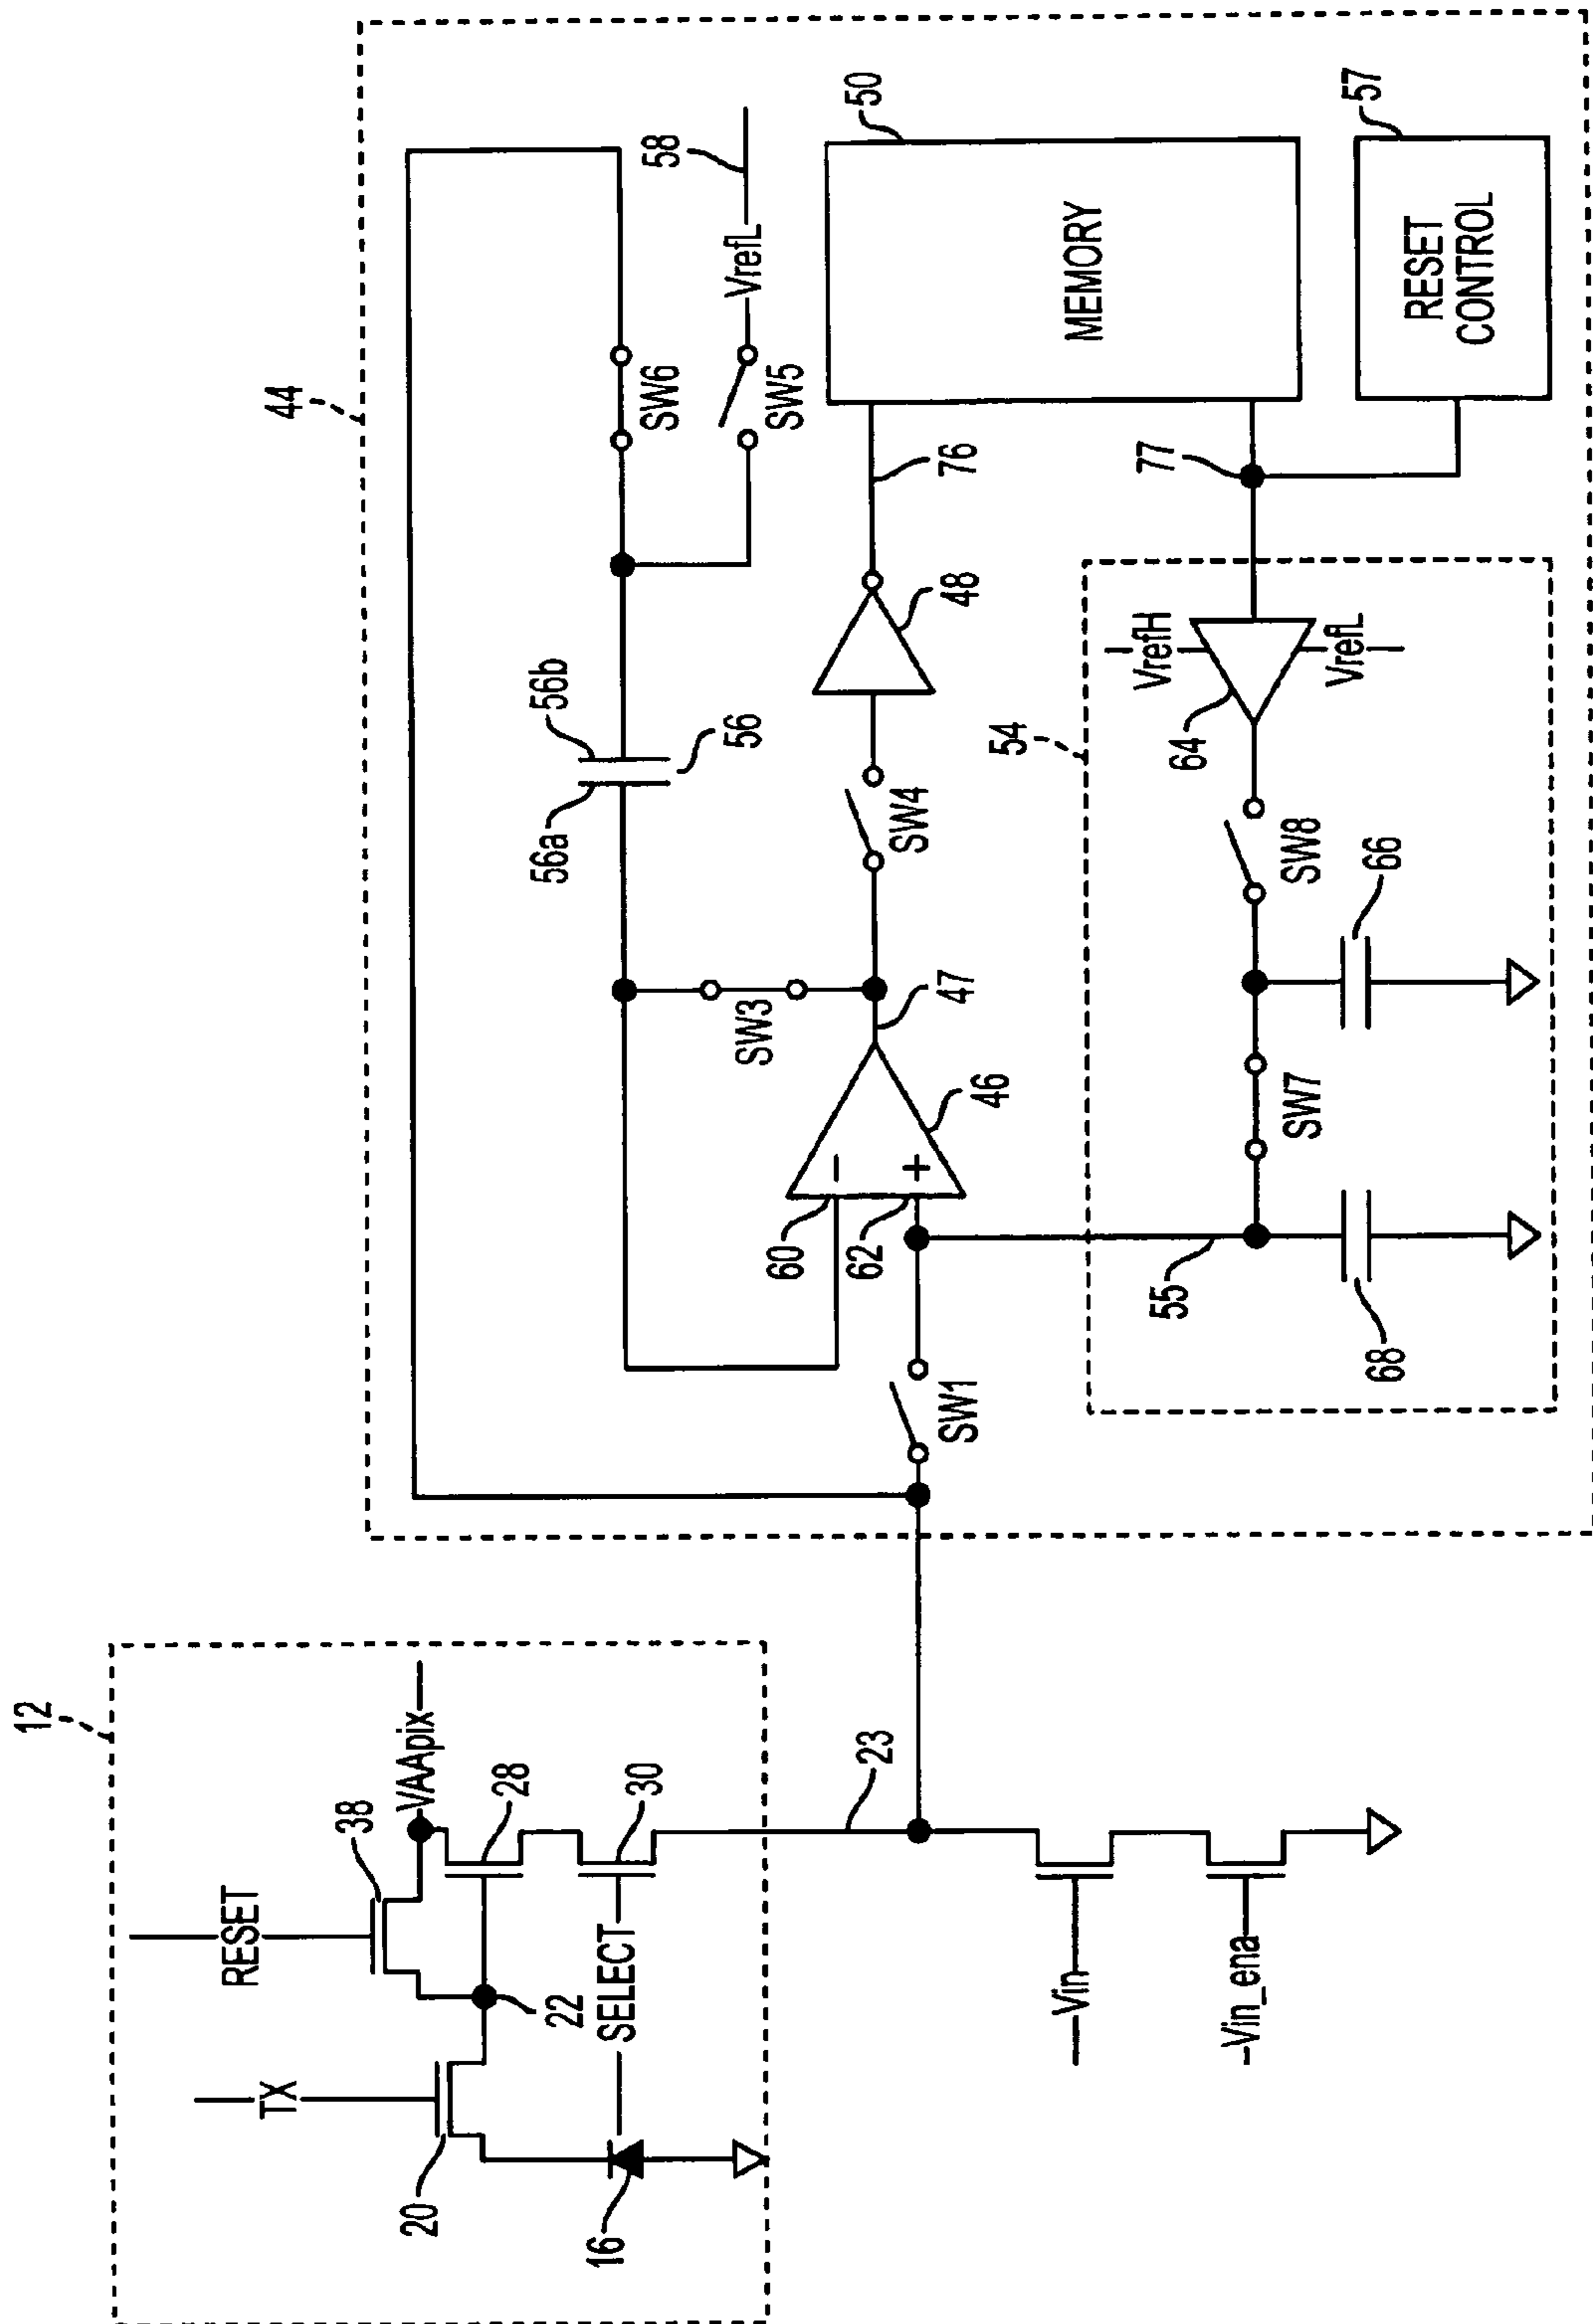 12
RESET
38
VAApix
TX
28
20
22
SELECT
30
16
23
Vin
Vin_ena
44
58
VrefL
SW6
SW5
56b
56a
56
50
MEMORY
76
48
SW4
SW3
47
46
60
−
62
+
SW1
55
77
57
RESET
CONTROL
54
VrefH
64
VrefL
SW8
66
SW7
68